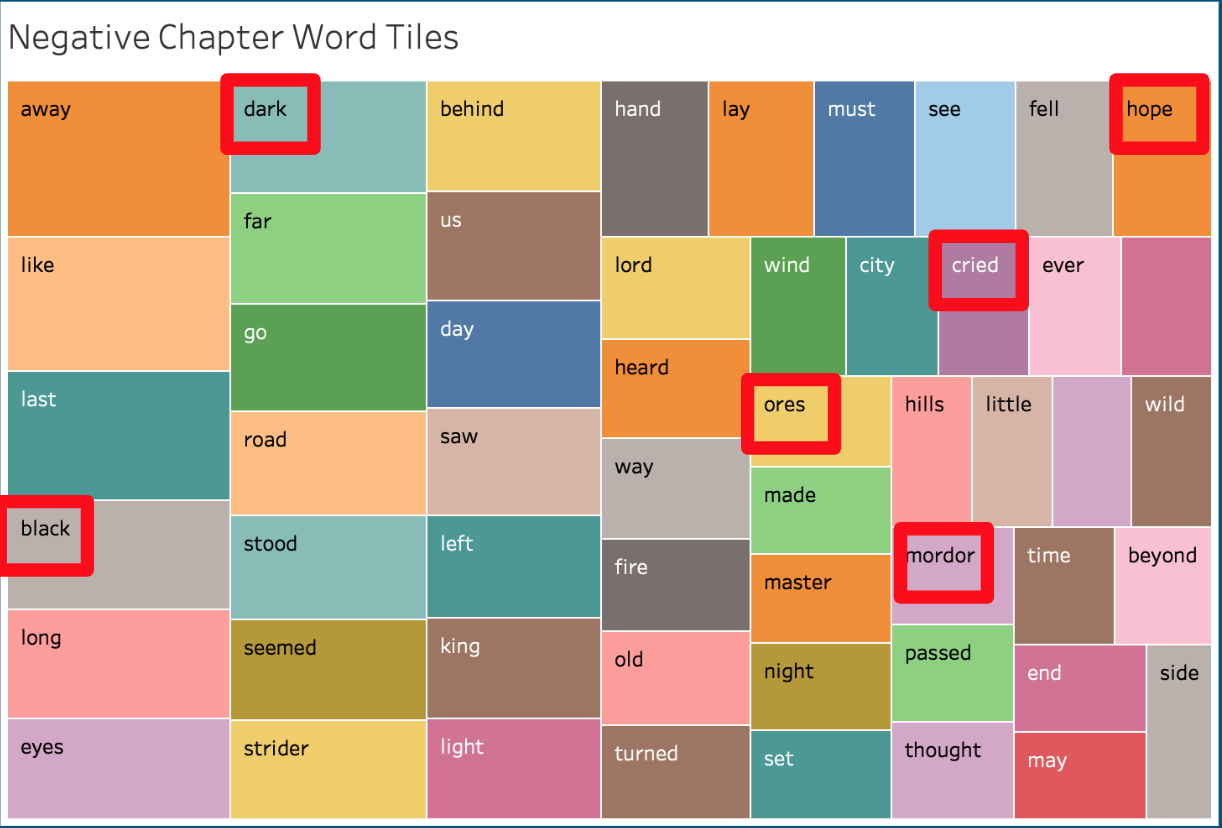 Negative Chapter Word Tiles
away
dark
behind
hand
lay
must
see
fell
hope
far
us
like
lord
wind
city
cried
ever
go
day
heard
last
road
saw
ores
hills
little
wild
way
black
stood
left
made
fire
master
mordor
time
beyond
long
seemed
king
old
night
passed
end
side
eyes
strider
light
turned
set
thought
may